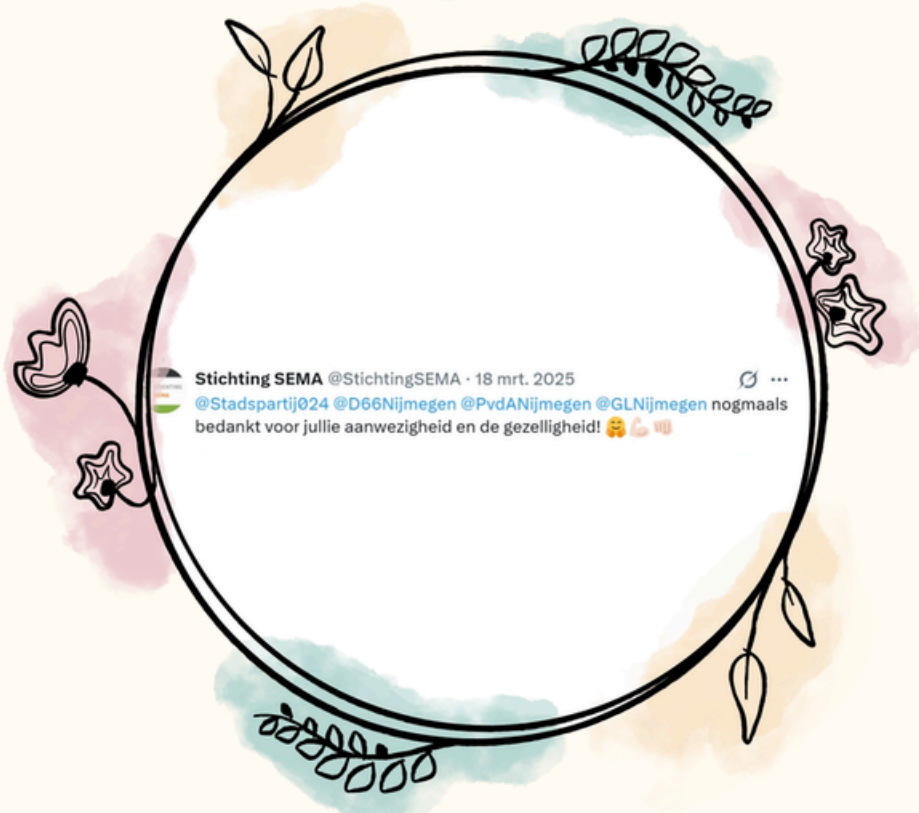 Stichting SEMA @StichtingSEMA · 18 mrt. 2025
@Stadspartij024 @D66Nijmegen @PvdANijmegen @GLNijmegen nogmaals
bedankt voor jullie aanwezigheid en de gezelligheid! 🤗💪🏻👊🏻